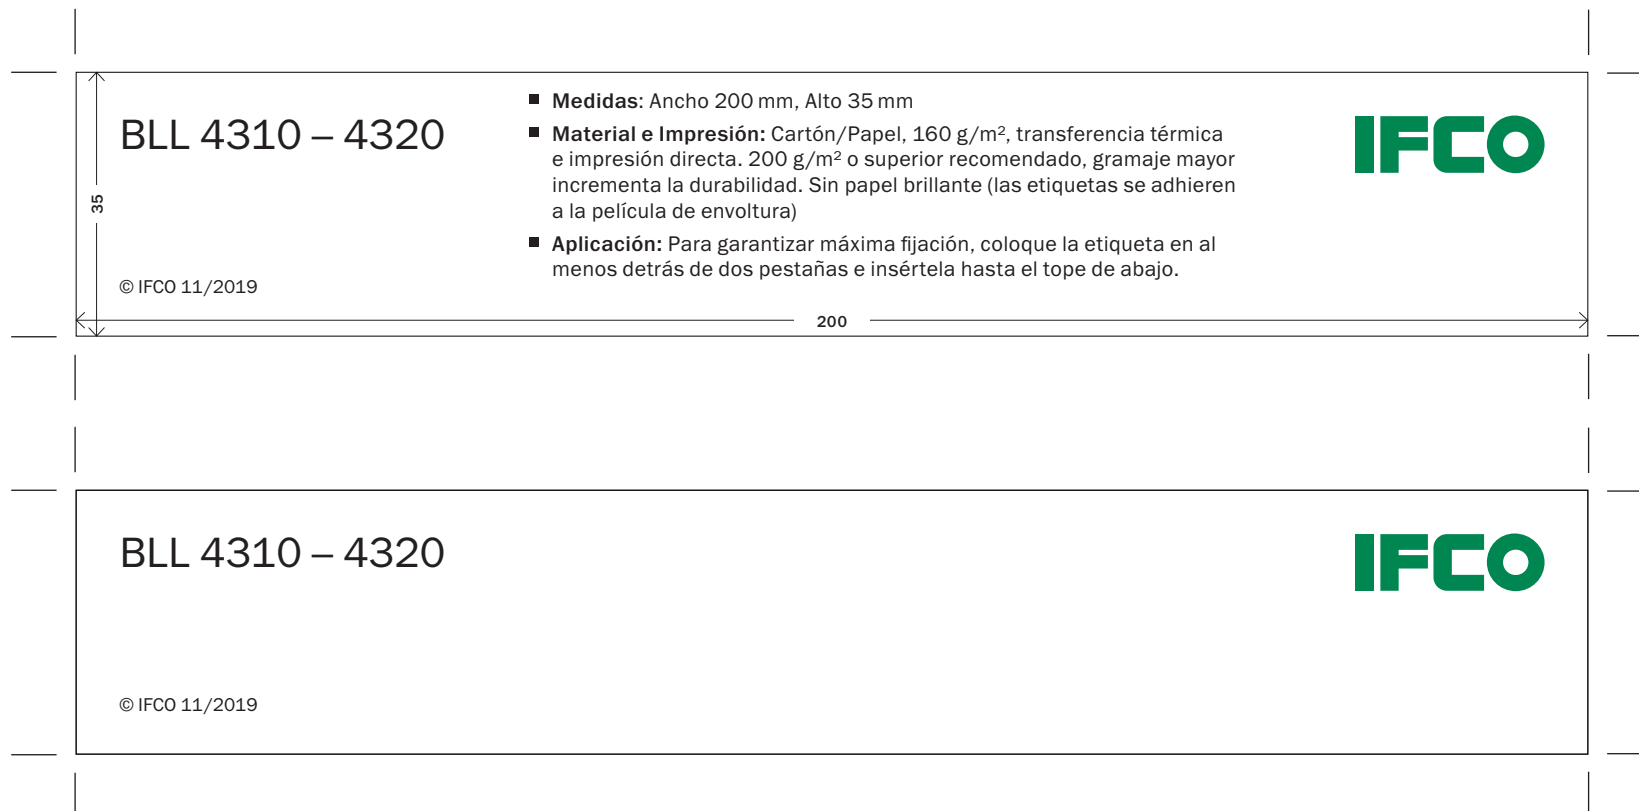 BLL 4310 – 4320
35
© IFCO 11/2019
■ Medidas: Ancho 200 mm, Alto 35 mm
■ Material e Impresión: Cartón/Papel, 160 g/m², transferencia térmica
e impresión directa. 200 g/m² o superior recomendado, gramaje mayor
incrementa la durabilidad. Sin papel brillante (las etiquetas se adhieren
a la película de envoltura)
■ Aplicación: Para garantizar máxima fijación, coloque la etiqueta en al
menos detrás de dos pestañas e insértela hasta el tope de abajo.
IFCO
200
BLL 4310 – 4320
IFCO
© IFCO 11/2019